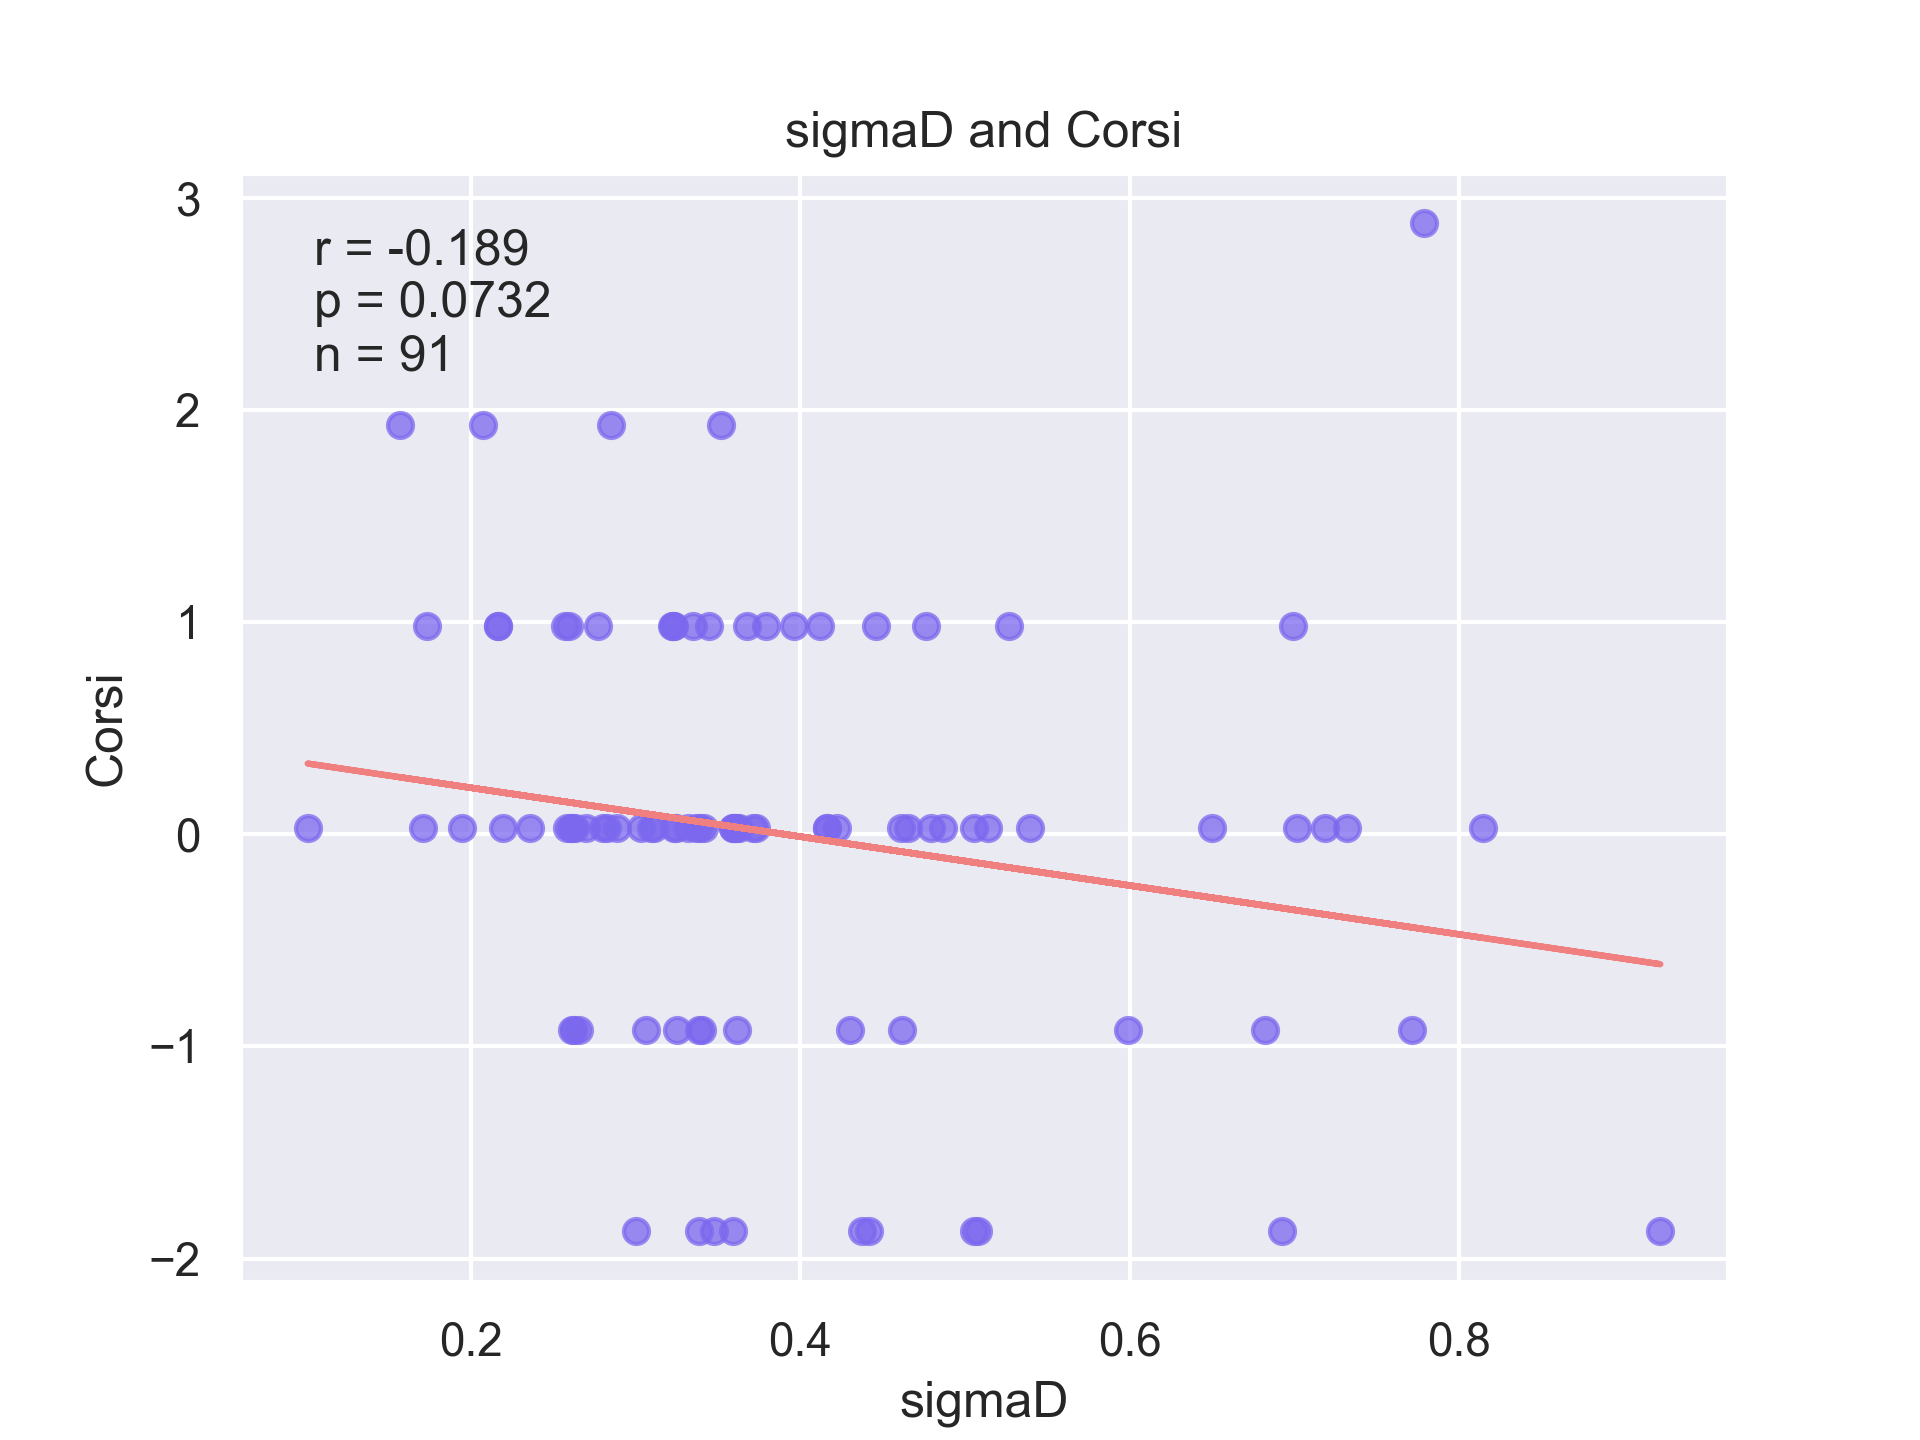 sigmaD and Corsi
3
r = -0.189
p = 0.0732
n = 91
2
1
Corsi
0
−1
−2
0.2 0.4 0.6 0.8
sigmaD